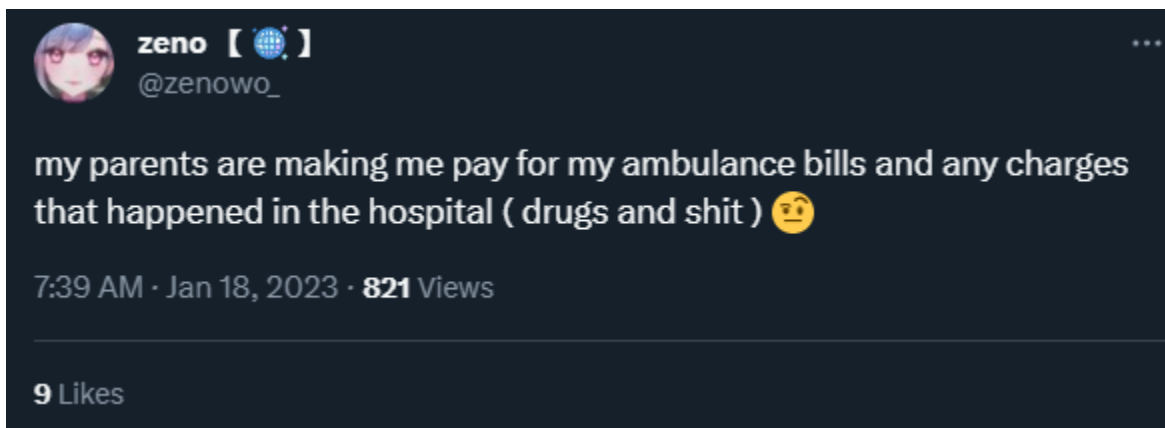 zeno 【 🪩 】
@zenowo_
my parents are making me pay for my ambulance bills and any charges
that happened in the hospital ( drugs and shit ) 🤨
7:39 AM · Jan 18, 2023 · 821 Views
9 Likes